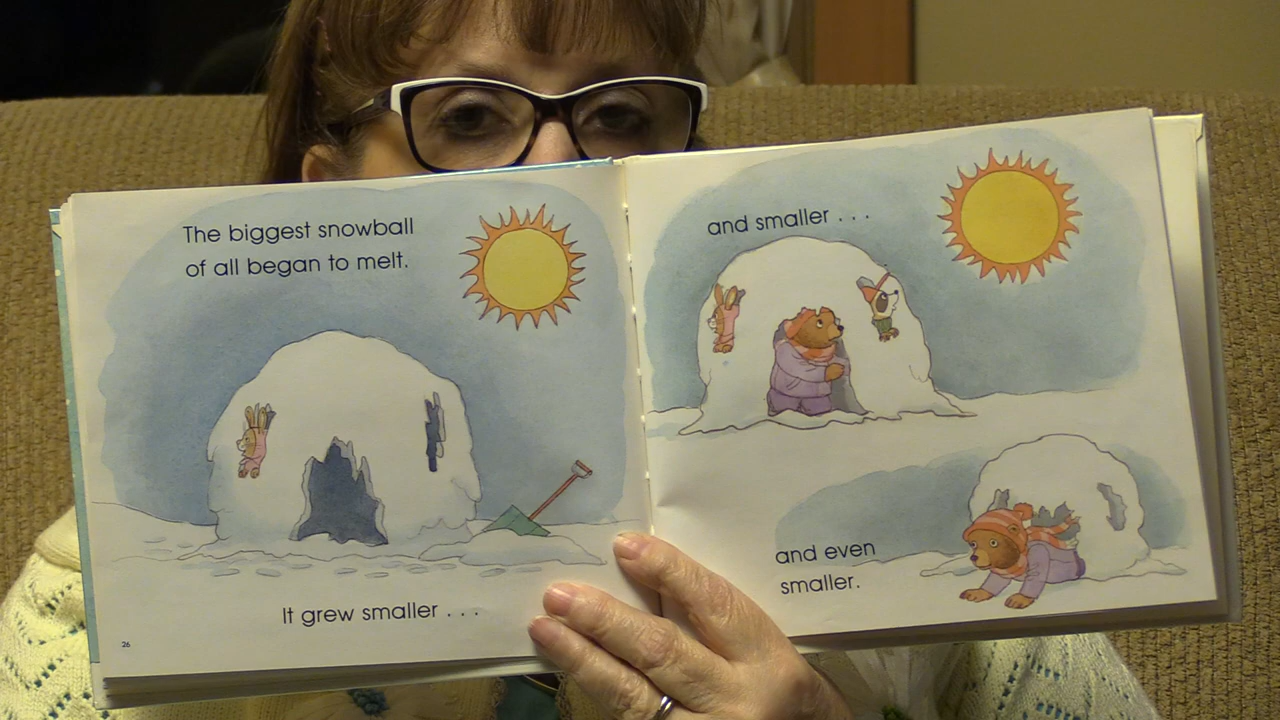 The biggest snowball
of all began to melt.
It grew smaller . . .
26
and smaller . . .
and even
smaller.